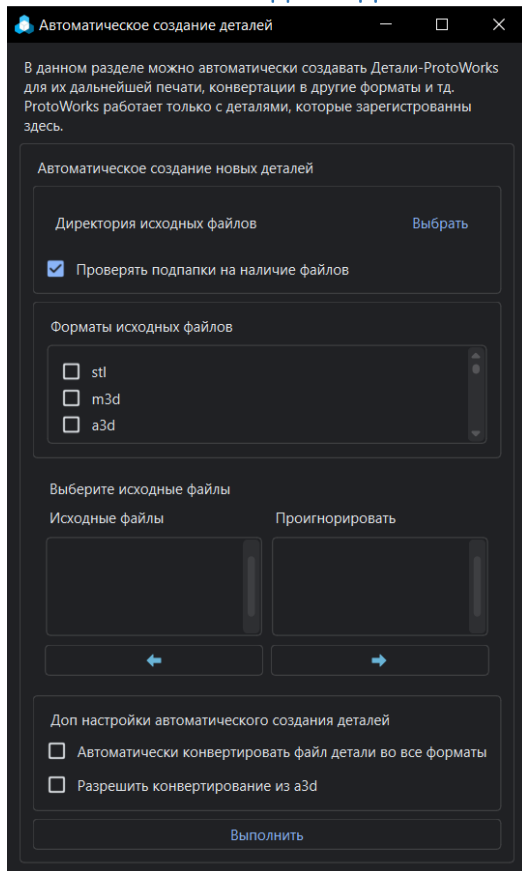 Автоматическое создание деталей
В данном разделе можно автоматически создавать Детали-ProtoWorks
для их дальнейшей печати, конвертации в другие форматы и тд.
ProtoWorks работает только с деталями, которые зарегистрированны
здесь.
Автоматическое создание новых деталей
Директория исходных файлов Выбрать
Проверять подпапки на наличие файлов
Форматы исходных файлов
stl
m3d
a3d
Выберите исходные файлы
Исходные файлы Проигнорировать
Доп настройки автоматического создания деталей
Автоматически конвертировать файл детали во все форматы
Разрешить конвертирование из a3d
Выполнить